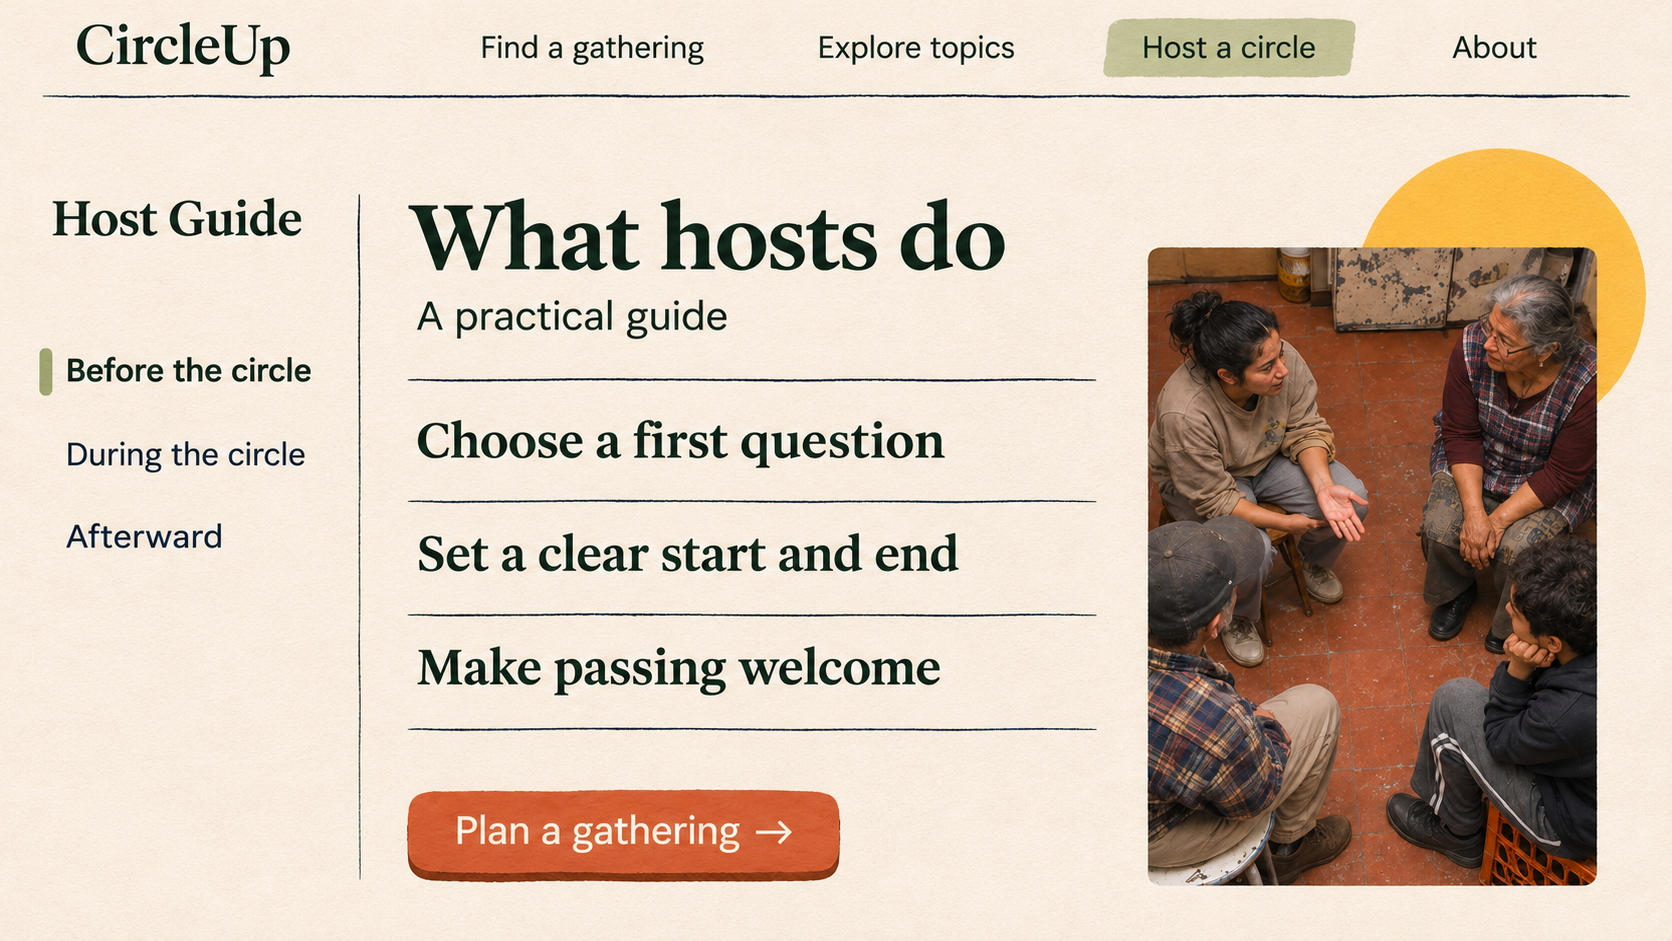 CircleUp
Find a gathering
Explore topics
Host a circle
About
Host Guide
Before the circle
During the circle
Afterward
What hosts do
A practical guide
Choose a first question
Set a clear start and end
Make passing welcome
Plan a gathering →